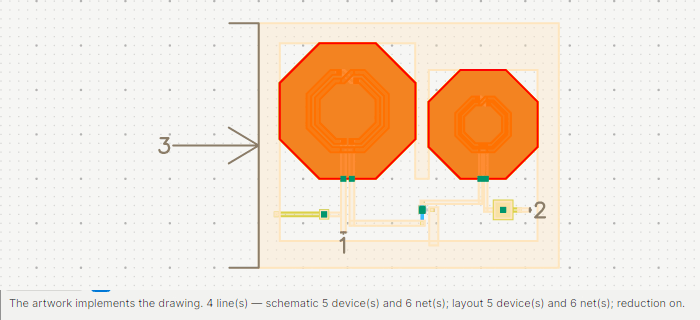 3
2
1
The artwork implements the drawing. 4 line(s) — schematic 5 device(s) and 6 net(s); layout 5 device(s) and 6 net(s); reduction on.